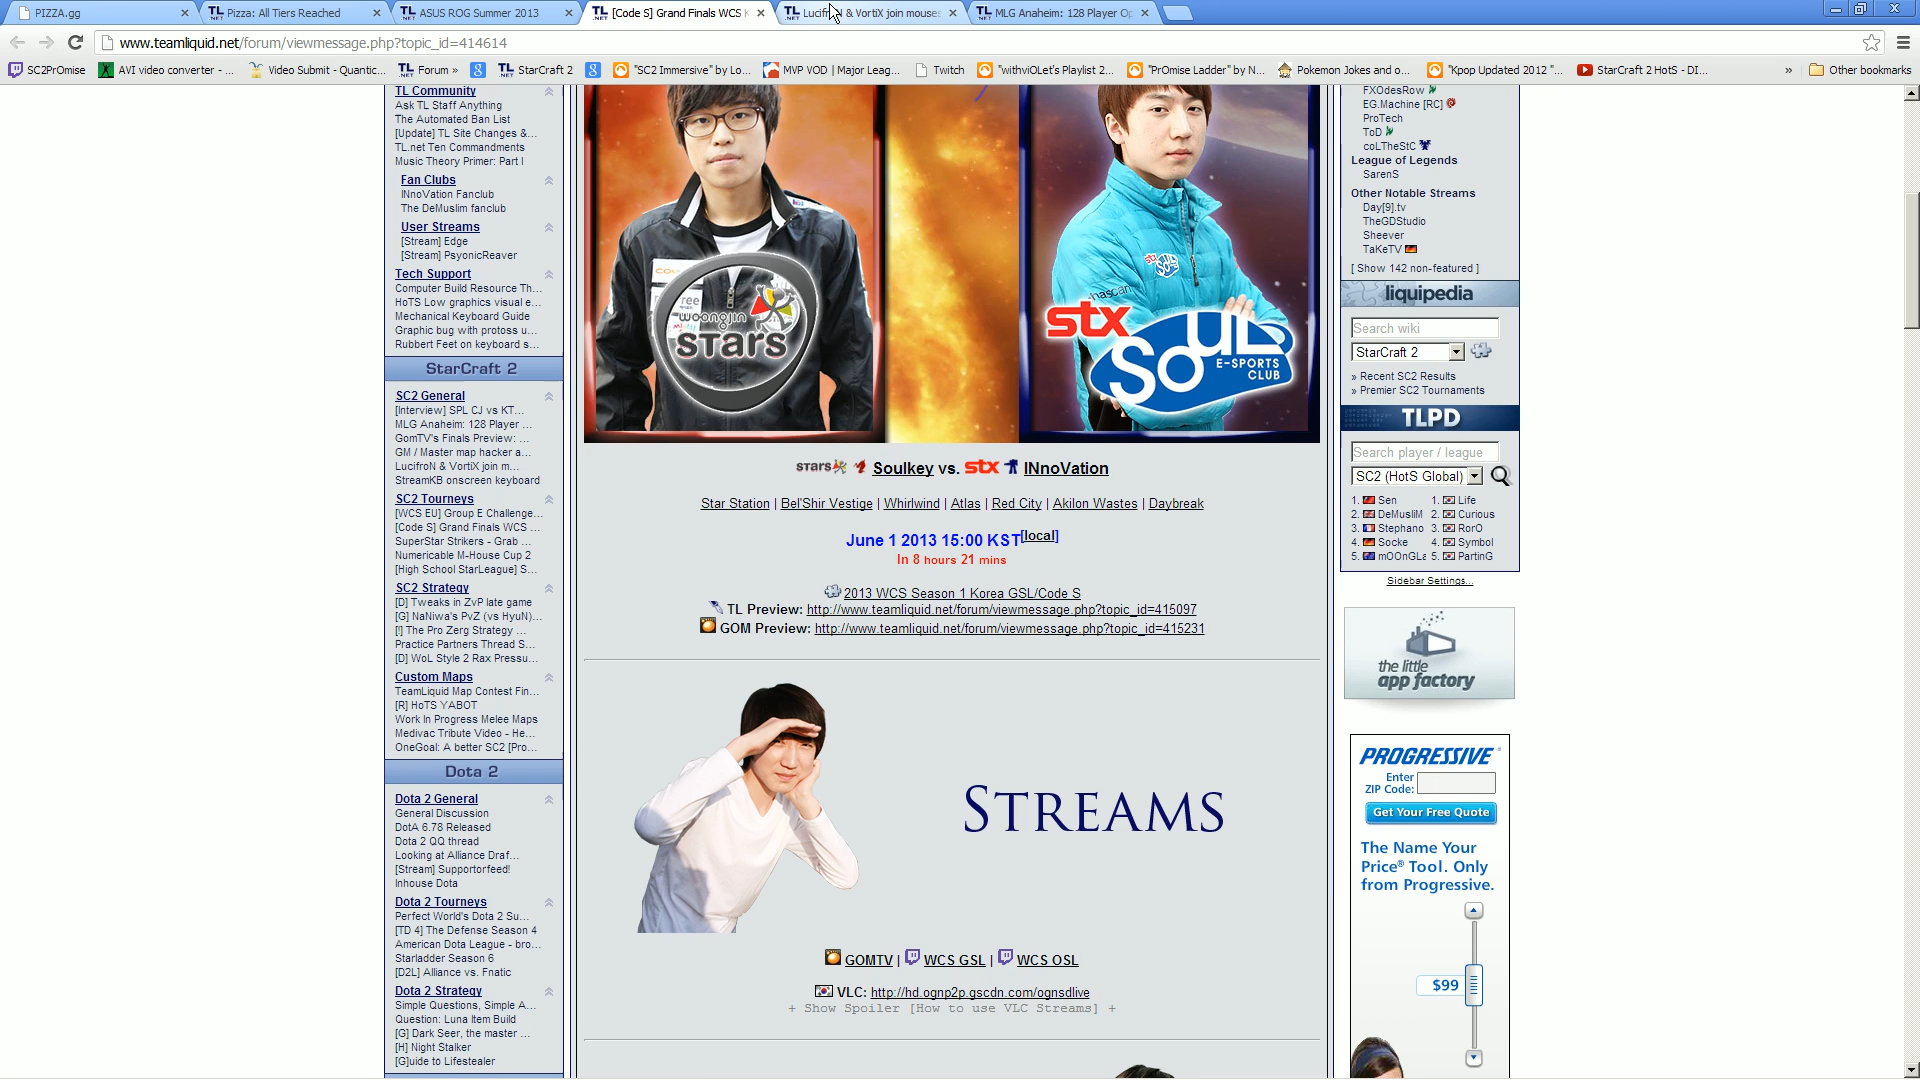 PIZZA.gg
Pizza: All Tiers Reached
ASUS ROG Summer 2013
[Code S] Grand Finals WCS K
LucifroN & VortiX join mouses
MLG Anaheim: 128 Player Op
www.teamliquid.net/forum/viewmessage.php?topic_id=414614
SC2PrOmise
AVI video converter - ...
Video Submit - Quantic...
Forum »
StarCraft 2
"SC2 Immersive" by Lo...
MVP VOD | Major Leag...
Twitch
"withviOLet's Playlist 2...
"PrOmise Ladder" by N...
Pokemon Jokes and o...
"Kpop Updated 2012 "...
StarCraft 2 HotS - DI...
»
Other bookmarks
TL Community
Ask TL Staff Anything
The Automated Ban List
[Update] TL Site Changes &...
TL.net Ten Commandments
Music Theory Primer: Part I
Fan Clubs
INnoVation Fanclub
The DeMuslim fanclub
User Streams
[Stream] Edge
[Stream] PsyonicReaver
Tech Support
Computer Build Resource Th...
HoTS Low graphics visual e...
Mechanical Keyboard Guide
Graphic bug with protoss u...
Rubbert Feet on keyboard s...
StarCraft 2
SC2 General
[Interview] SPL CJ vs KT...
MLG Anaheim: 128 Player ...
GomTV's Finals Preview: ...
GM / Master map hacker a...
LucifroN & VortiX join m...
StreamKB onscreen keyboard
SC2 Tourneys
[WCS EU] Group E Challenge...
[Code S] Grand Finals WCS ...
SuperStar Strikers - Grab ...
Numericable M-House Cup 2
[High School StarLeague] S...
SC2 Strategy
[D] Tweaks in ZvP late game
[G] NaNiwa's PvZ (vs HyuN)...
[!] The Pro Zerg Strategy ...
Practice Partners Thread S...
[D] WoL Style 2 Rax Pressu...
Custom Maps
TeamLiquid Map Contest Fin...
[R] HoTS YABOT
Work In Progress Melee Maps
Medivac Tribute Video - He...
OneGoal: A better SC2 [Pro...
Dota 2
Dota 2 General
General Discussion
DotA 6.78 Released
Dota 2 QQ thread
Looking at Alliance Draf...
[Stream] Supportorfeed!
Inhouse Dota
Dota 2 Tourneys
Perfect World's Dota 2 Su...
[TD 4] The Defense Season 4
American Dota League - bro...
Starladder Season 6
[D2L] Alliance vs. Fnatic
Dota 2 Strategy
Simple Questions, Simple A...
Question: Luna Item Build
[G] Dark Seer, the master ...
[H] Night Stalker
[G]uide to Lifestealer
woongjin
stars
stx
SoUL
E-SPORTS
CLUB
STARS Soulkey vs. stx INnoVation
Star Station | Bel'Shir Vestige | Whirlwind | Atlas | Red City | Akilon Wastes | Daybreak
June 1 2013 15:00 KST[local]
In 8 hours 21 mins
2013 WCS Season 1 Korea GSL/Code S
TL Preview: http://www.teamliquid.net/forum/viewmessage.php?topic_id=415097
GOM Preview: http://www.teamliquid.net/forum/viewmessage.php?topic_id=415231
STREAMS
GOMTV | WCS GSL | WCS OSL
VLC: http://hd.ognp2p.gscdn.com/ognsdlive
+ Show Spoiler [How to use VLC Streams] +
FXOdesRow
EG.Machine [RC]
ProTech
ToD
coLTheStC
League of Legends
SarenS
Other Notable Streams
Day[9].tv
TheGDStudio
Sheever
TaKeTV
[ Show 142 non-featured ]
liquipedia
Search wiki
StarCraft 2
» Recent SC2 Results
» Premier SC2 Tournaments
TLPD
Search player / league
SC2 (HotS Global)
1. Sen 1. Life
2. DeMusliM 2. Curious
3. Stephano 3. RorO
4. Socke 4. Symbol
5. mOOnGLa 5. PartinG
Sidebar Settings...
the little
app factory
PROGRESSIVE
Enter
ZIP Code:
Get Your Free Quote
The Name Your
Price® Tool. Only
from Progressive.
$99